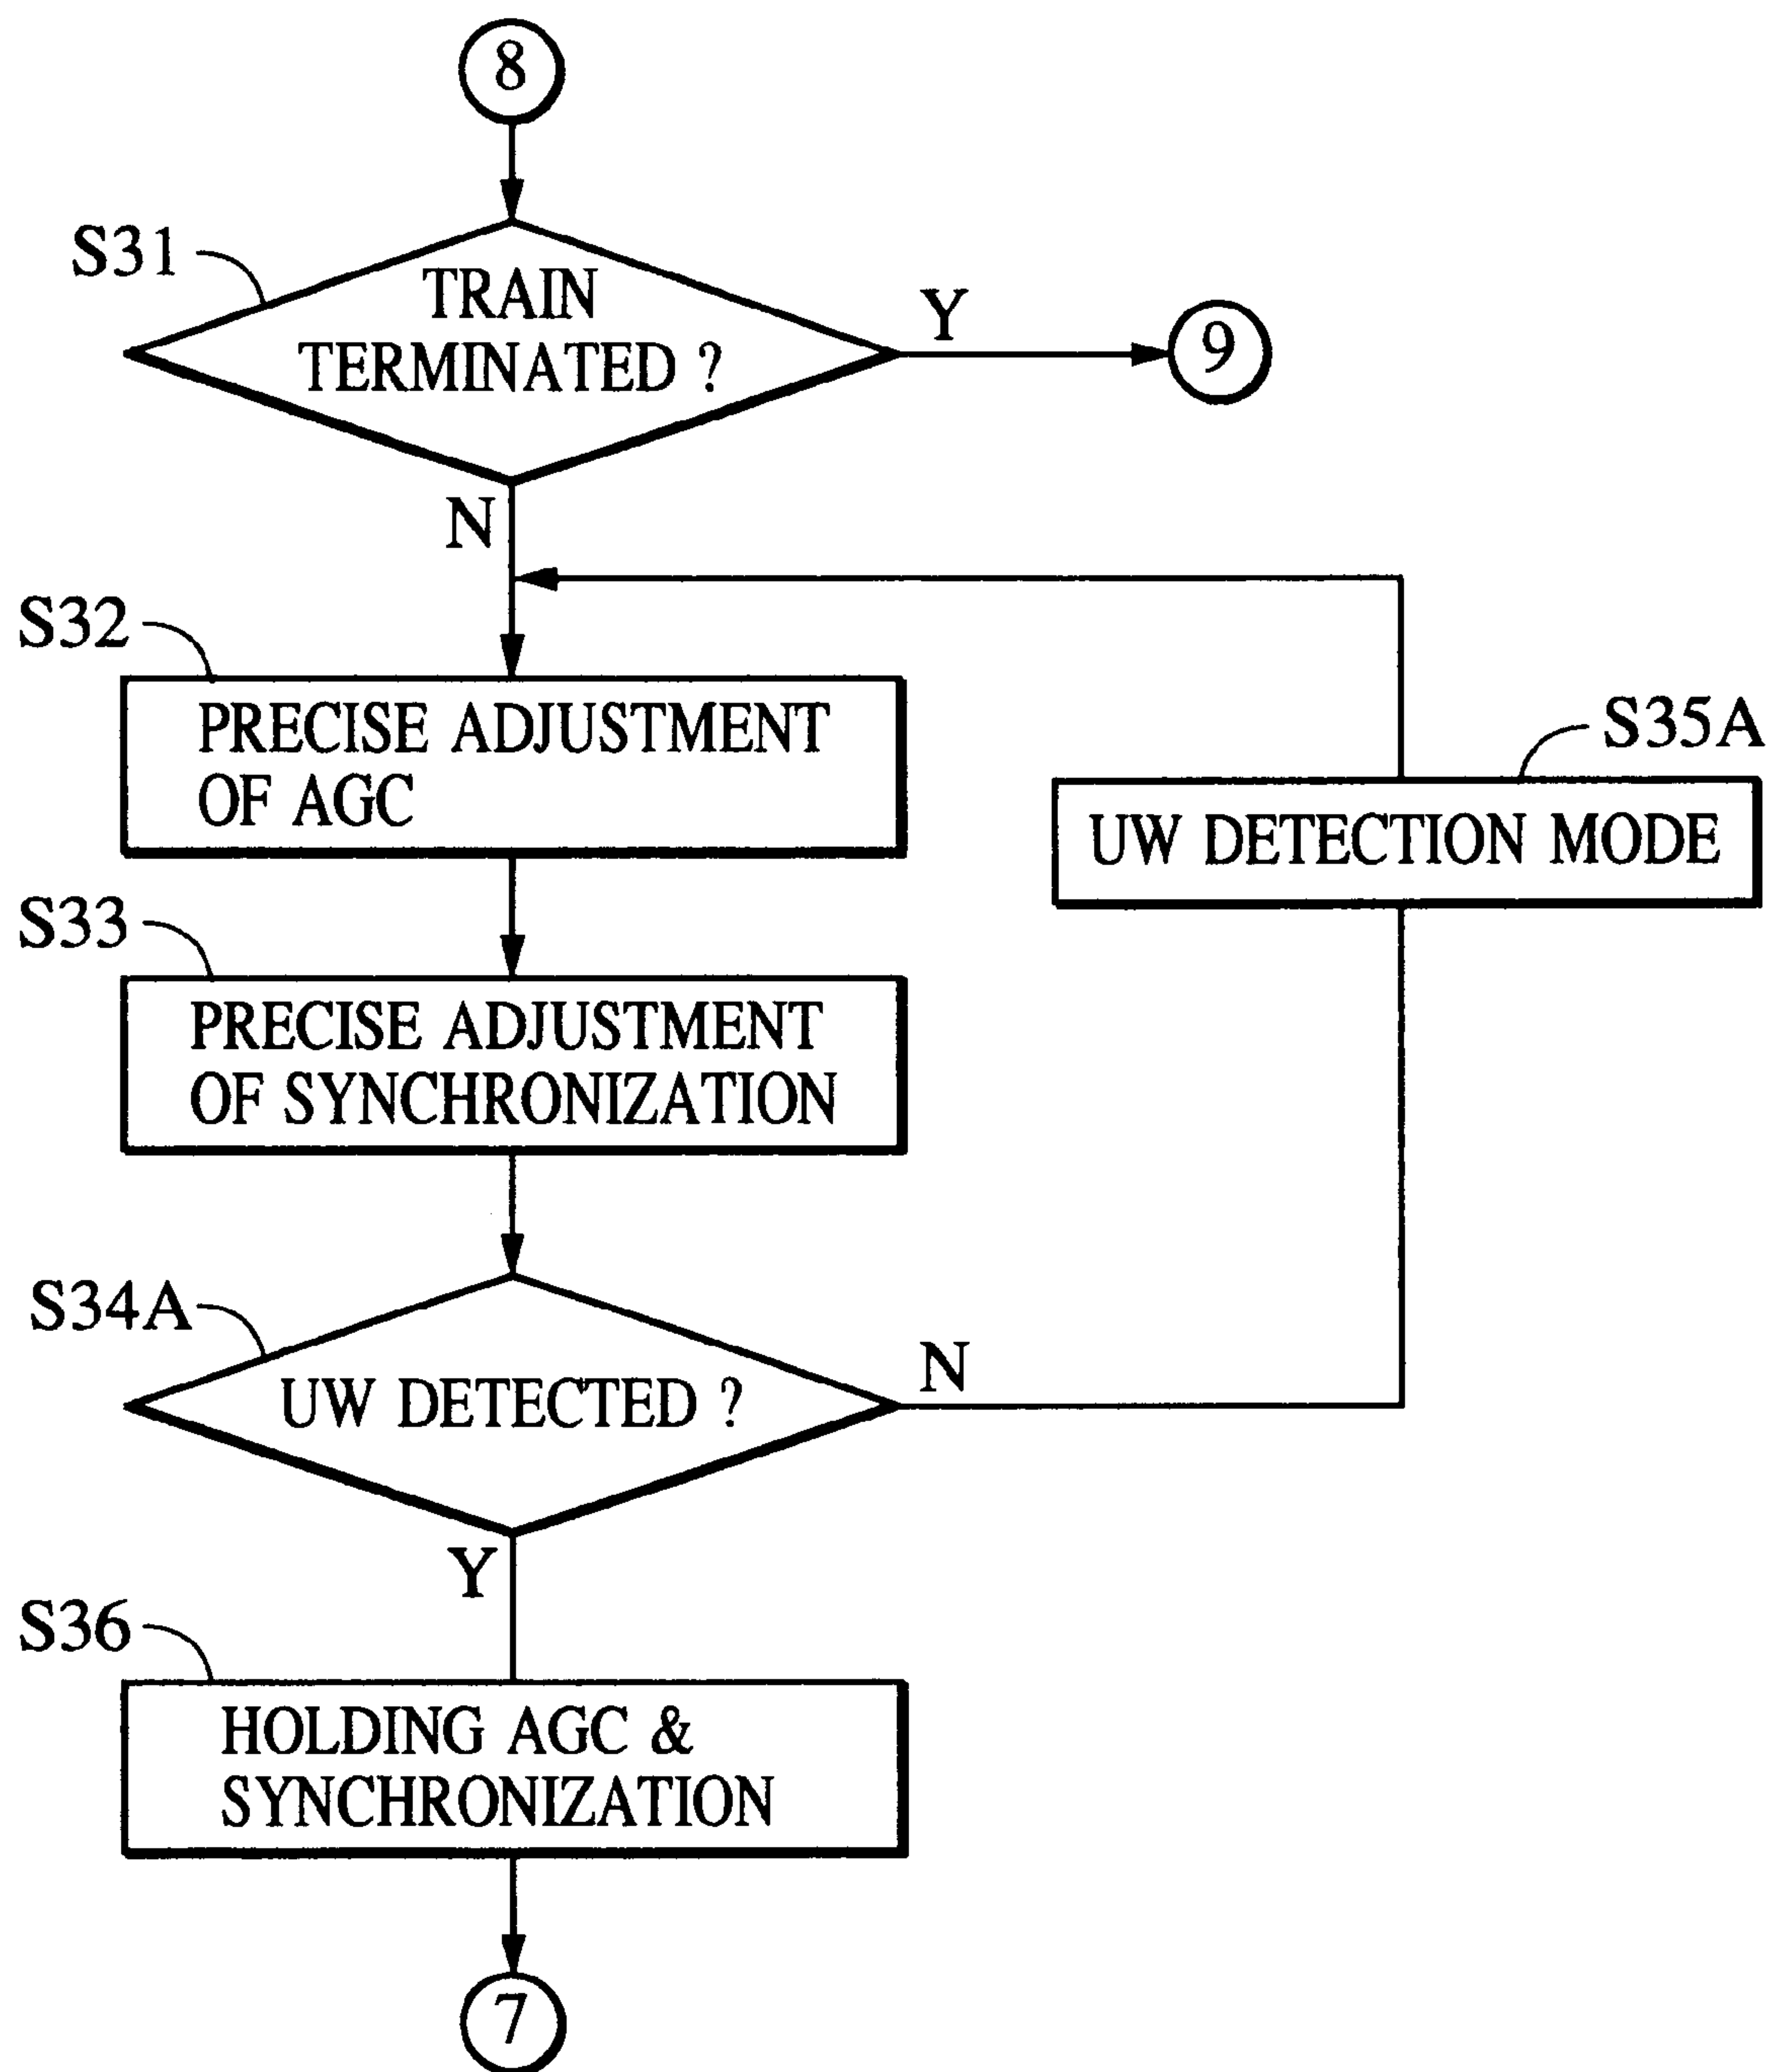 8
S31
TRAIN
TERMINATED ?
Y
9
N
S32
PRECISE ADJUSTMENT
OF AGC
S35A
UW DETECTION MODE
S33
PRECISE ADJUSTMENT
OF SYNCHRONIZATION
S34A
UW DETECTED ?
N
Y
S36
HOLDING AGC &
SYNCHRONIZATION
7